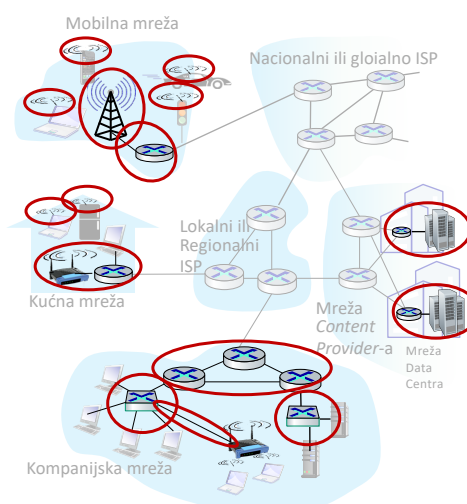 Mobilna mreža
Nacionalni ili gloialno ISP
Lokalni ili
Regionalni
ISP
Kućna mreža
Mreža
Content
Provider-a
Mreža
Data
Centra
Kompanijska mreža